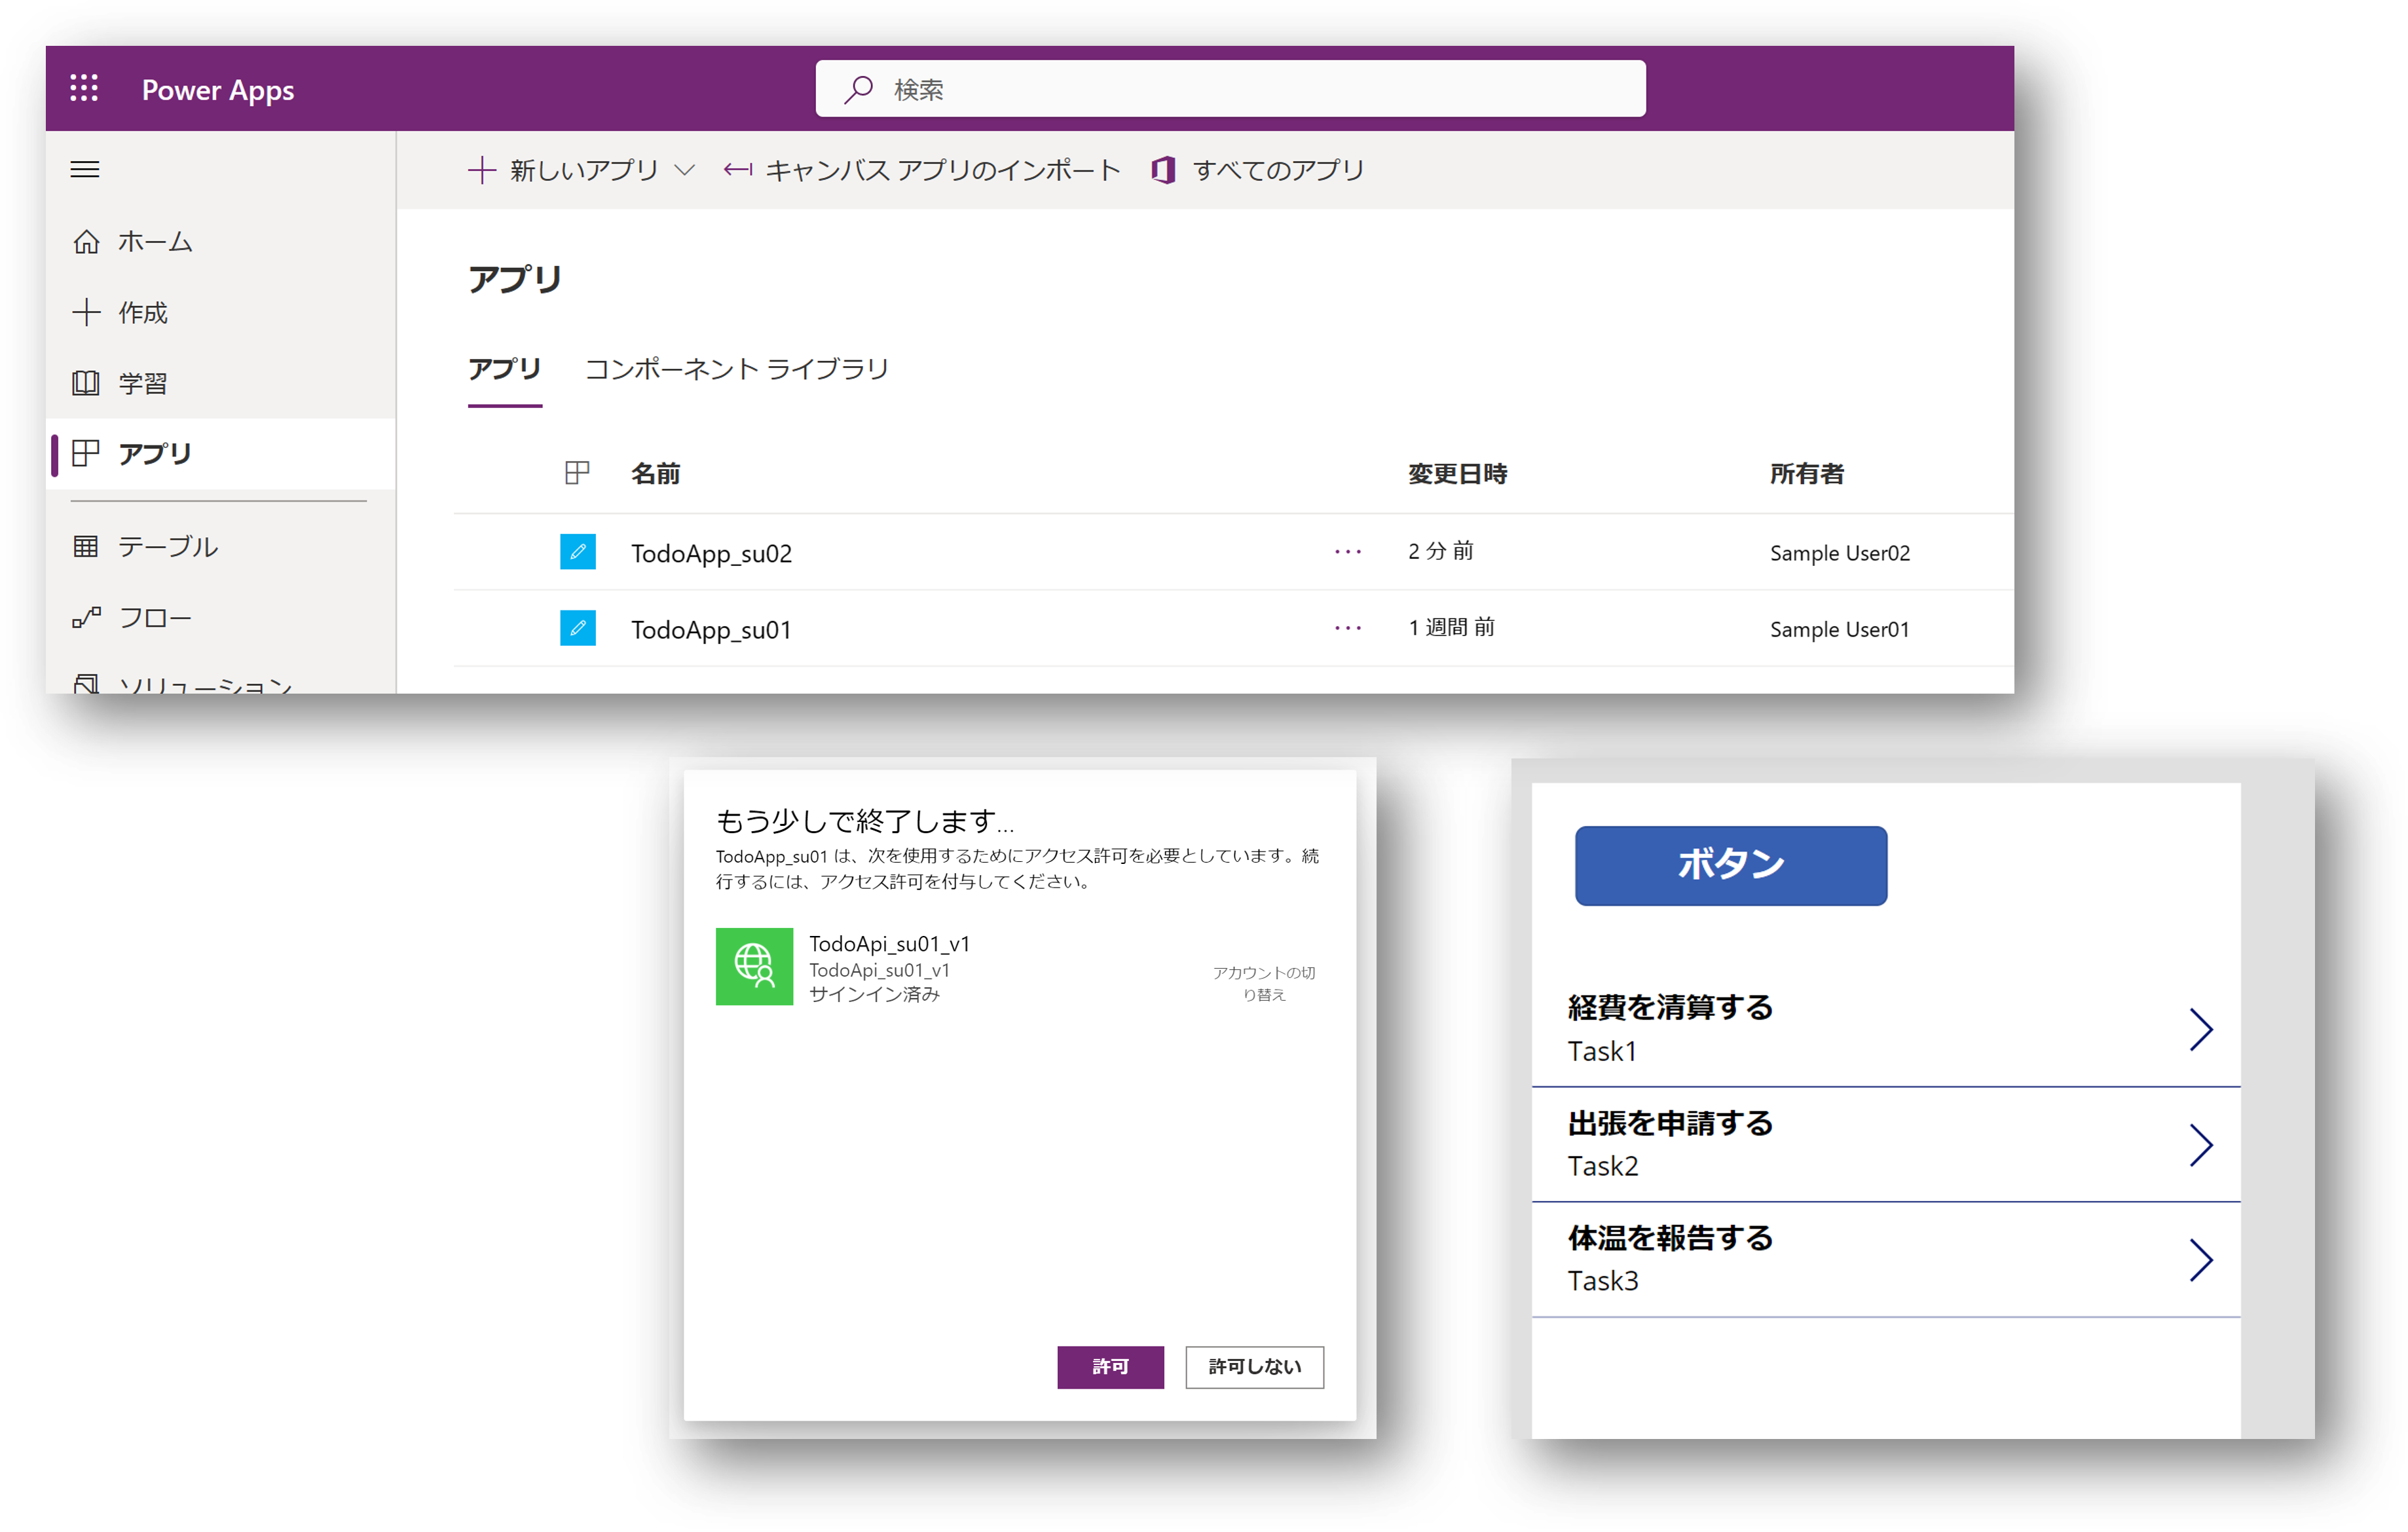 Power Apps
検索
新しいアプリ
キャンバス アプリのインポート
すべてのアプリ
ホーム
作成
学習
アプリ
テーブル
フロー
ソリューション
アプリ
アプリ
コンポーネント ライブラリ
名前
変更日時
所有者
TodoApp_su02
2 分 前
Sample User02
TodoApp_su01
1 週間 前
Sample User01
もう少しで終了します...
TodoApp_su01 は、次を使用するためにアクセス許可を必要としています。続
行するには、アクセス許可を付与してください。
TodoApi_su01_v1
TodoApi_su01_v1
サインイン済み
アカウントの切
り替え
許可
許可しない
ボタン
経費を清算する
Task1
出張を申請する
Task2
体温を報告する
Task3